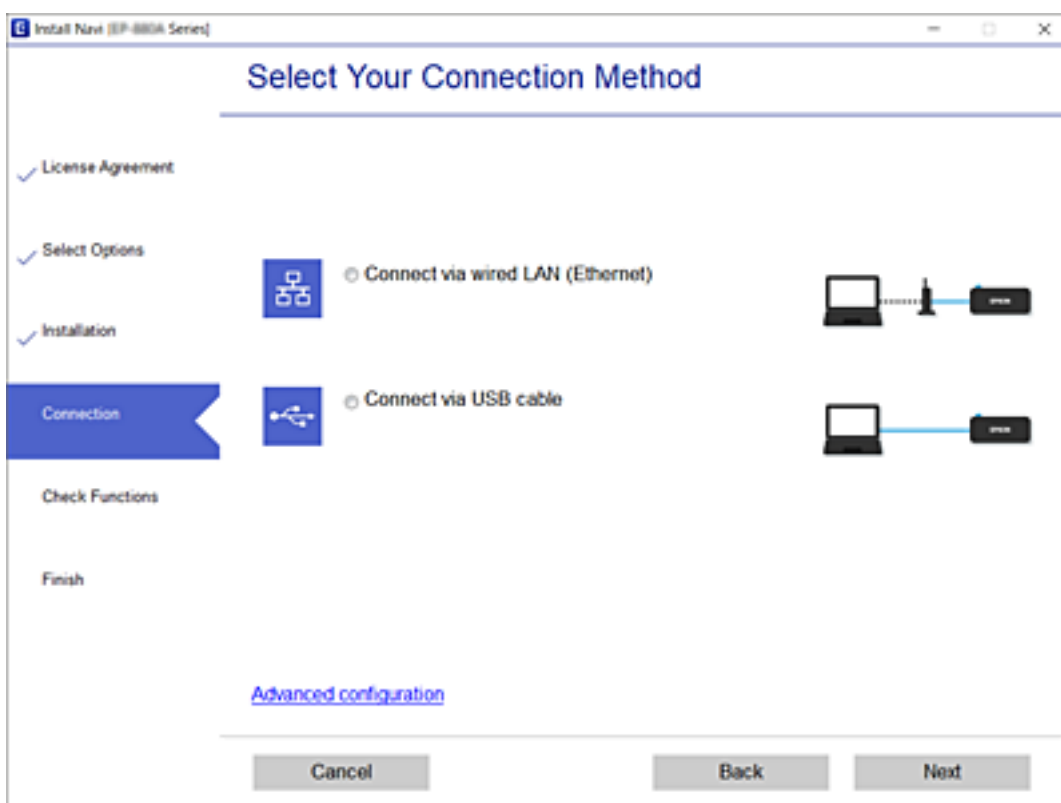 Install Navi Series]
Select Your Connection Method
License Agreement
Select Options
Installation
Connection
Check Functions
Finish
Connect via wired LAN (Ethernet)
Connect via USB cable
Advanced configuration
Cancel
Back
Next